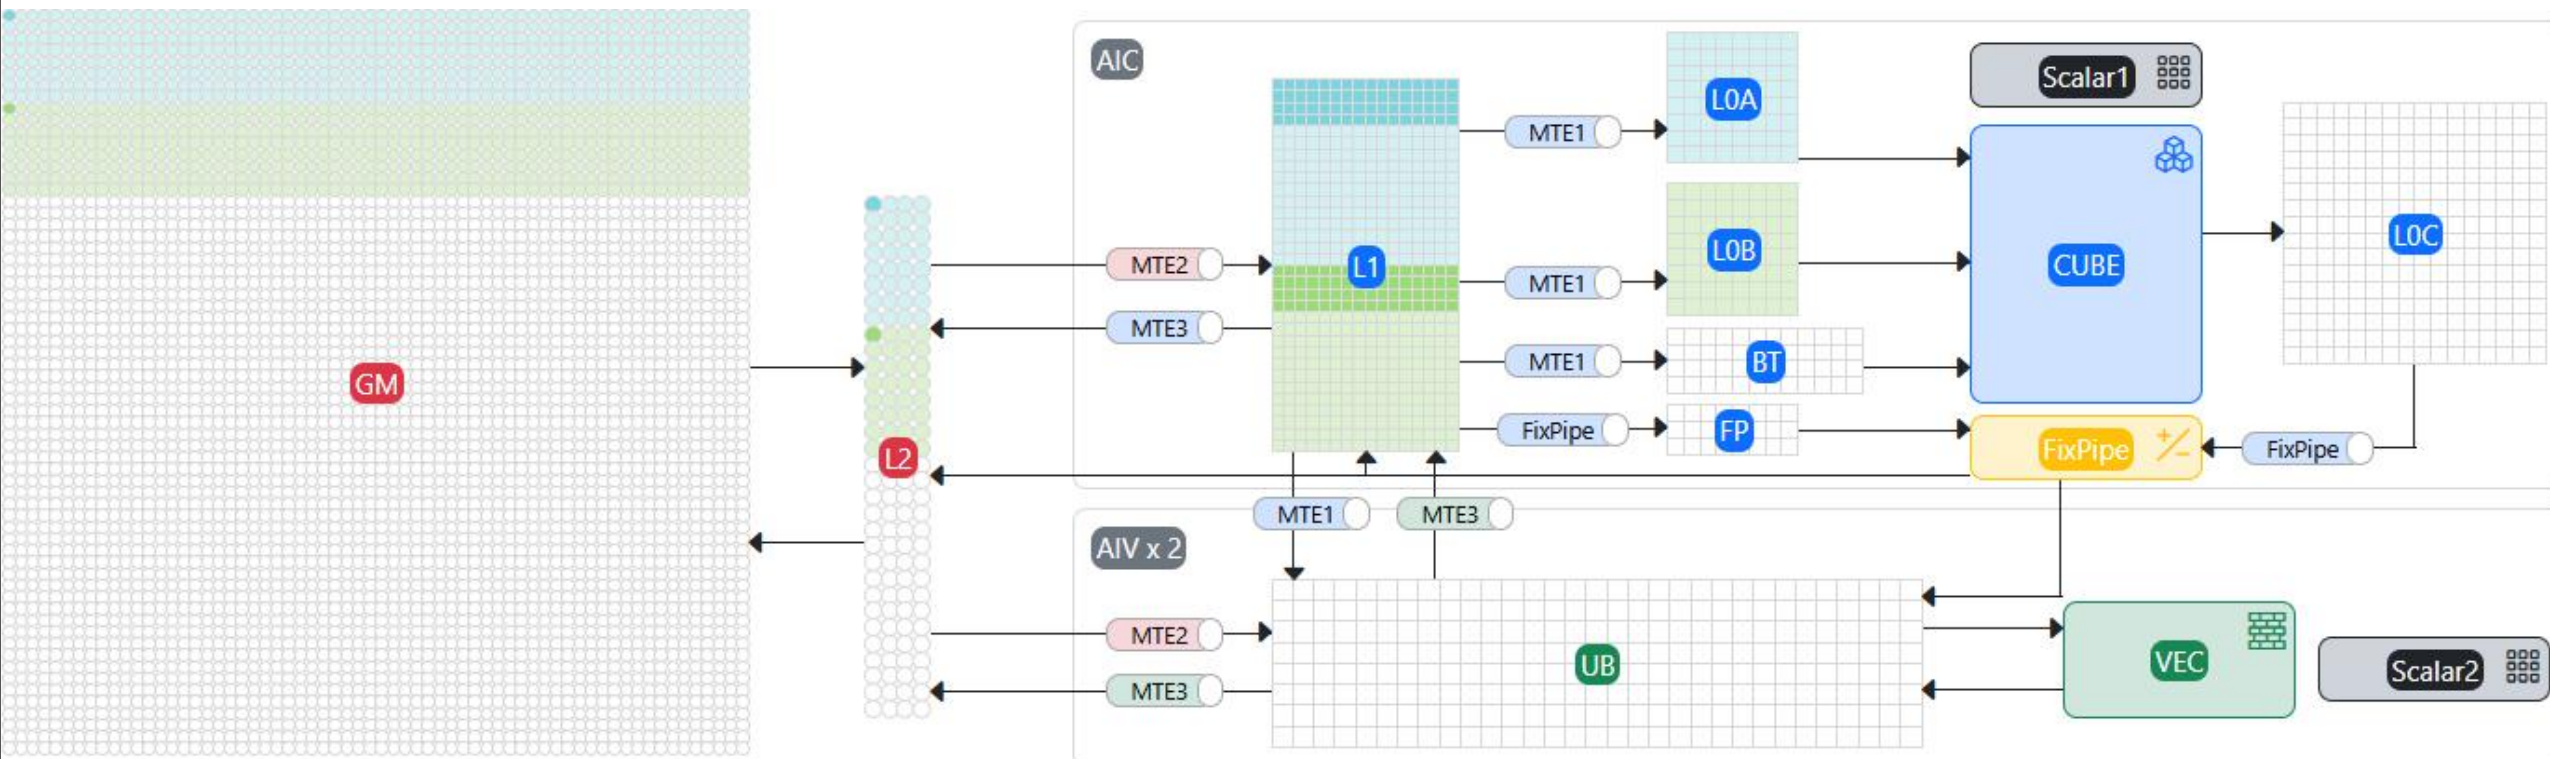 AIC
Scalar1
L0A
MTE1
L0B
L0C
MTE2
L1
CUBE
MTE1
MTE3
MTE1
BT
GM
FixPipe
FP
FixPipe
FixPipe
L2
MTE1
MTE3
AIV x 2
MTE2
UB
VEC
Scalar2
MTE3